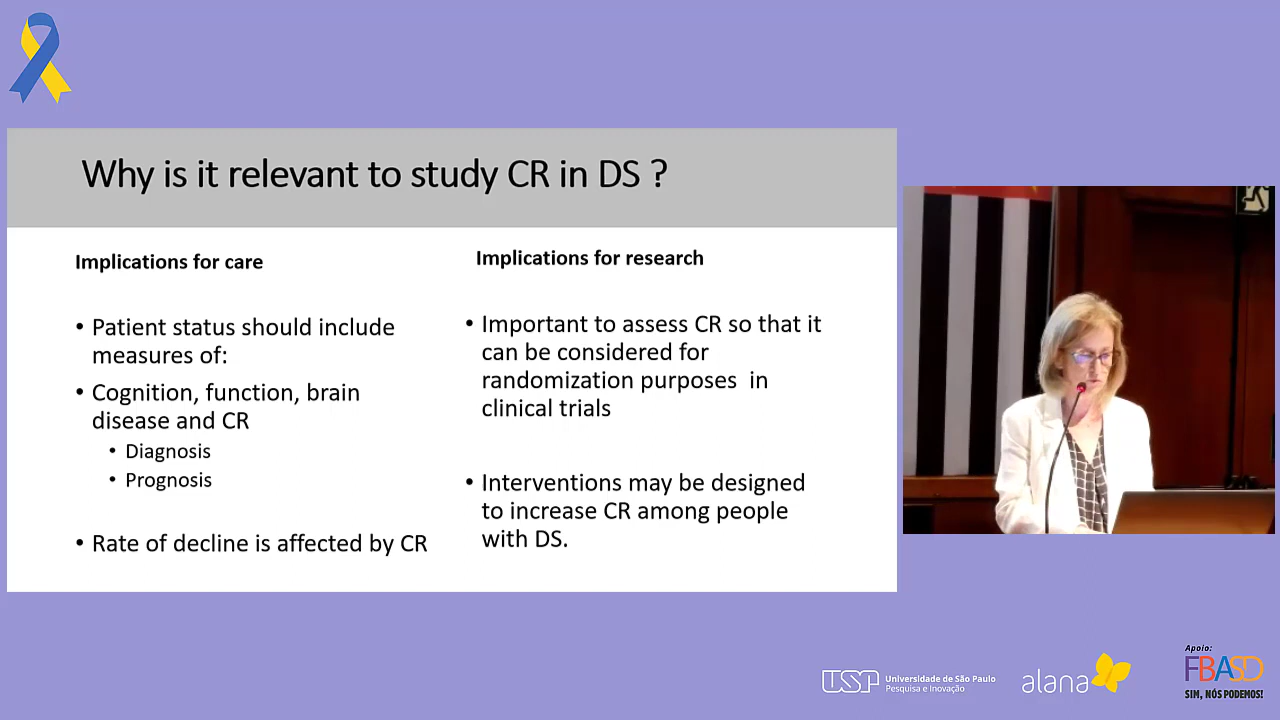 Why is it relevant to study CR in DS ?
Implications for care
• Patient status should include
measures of:
• Cognition, function, brain
disease and CR
• Diagnosis
• Prognosis
• Rate of decline is affected by CR
Implications for research
• Important to assess CR so that it
can be considered for
randomization purposes in
clinical trials
• Interventions may be designed
to increase CR among people
with DS.
USP Universidade de São Paulo
Pesquisa e Inovação
alana
Apoio:
FBASD
SIM, NÓS PODEMOS!